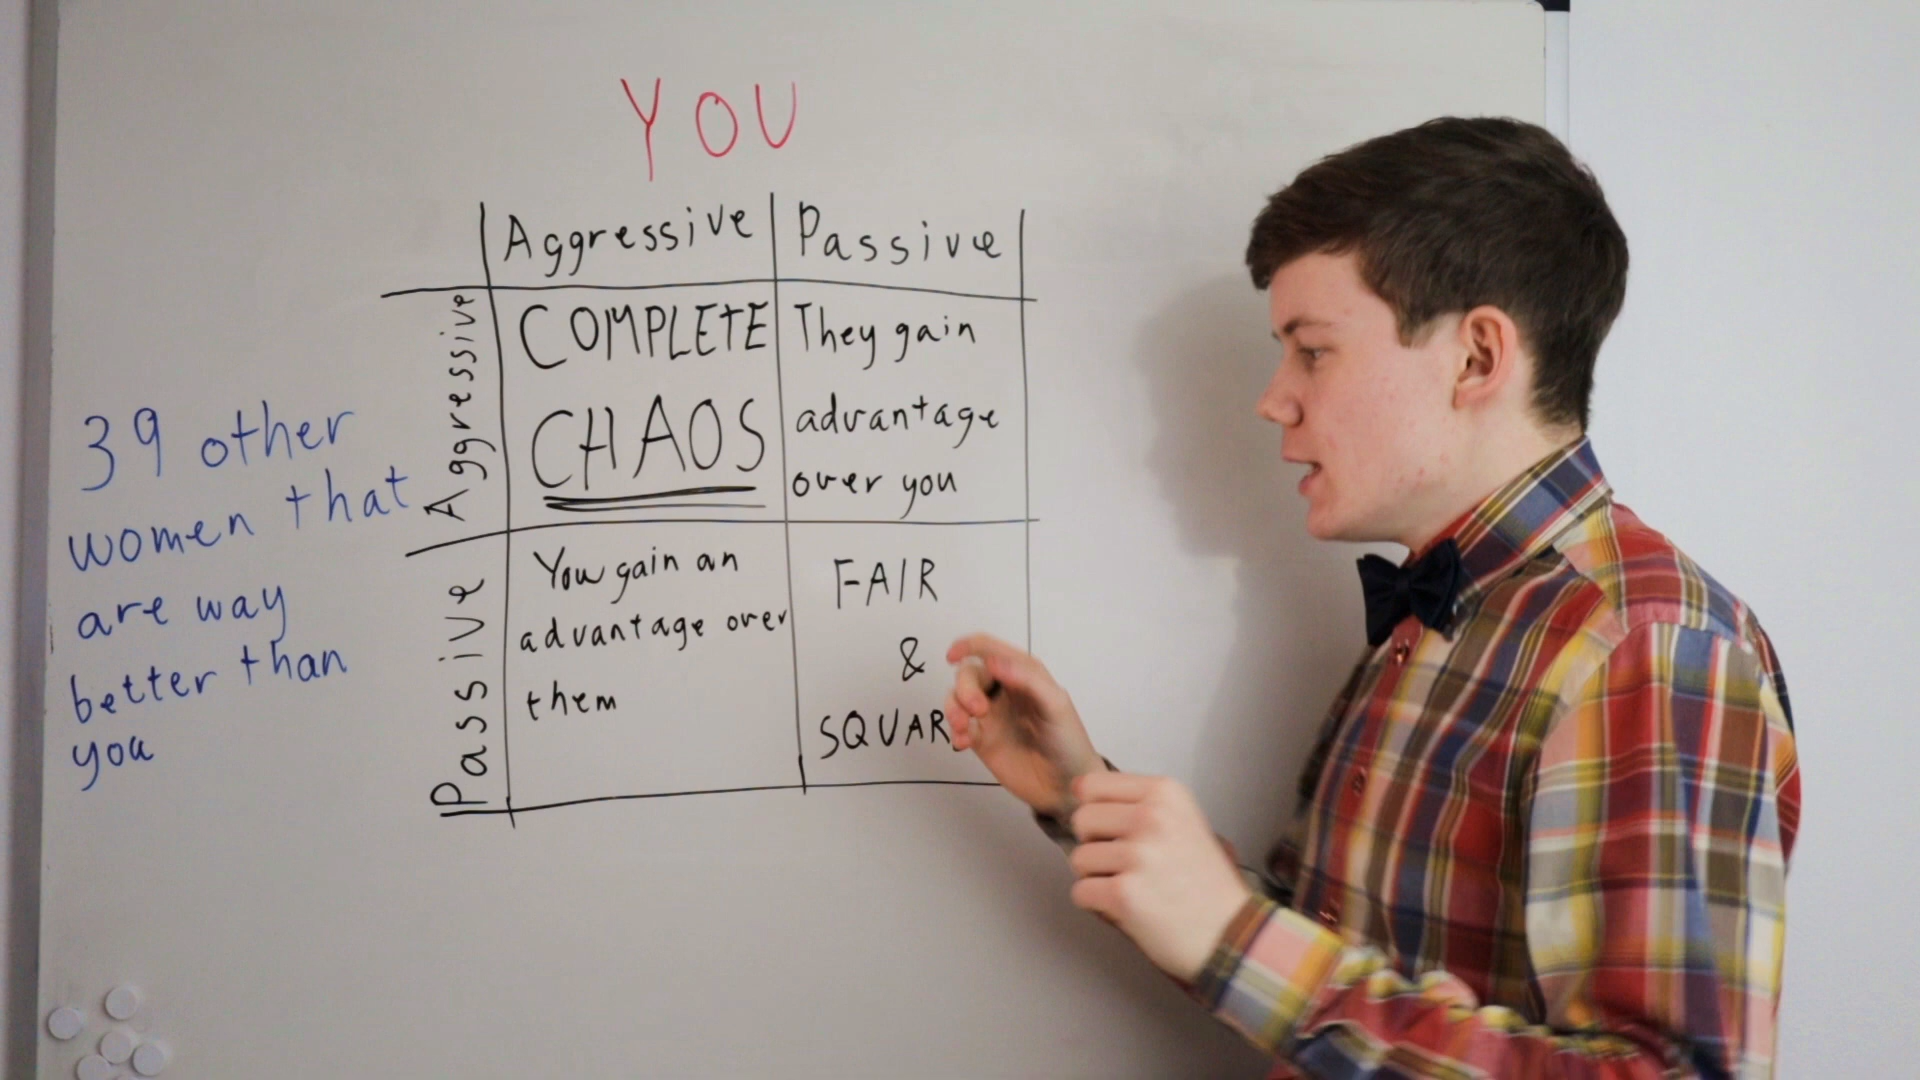 YOU
Aggressive
Passive
Aggressive
COMPLETE
CHAOS
They gain
advantage
over you
39 other
women that
are way
better than
you
Passive
You gain an
advantage over
them
FAIR
&
SQUARE